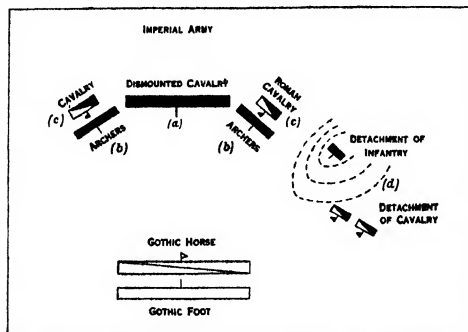 IMPERIAL ARMY
CAVALRY
(c)
ARCHERS
(b)
DISMOUNTED CAVALRY
(a)
ROMAN
CAVALRY
(c)
ARCHERS
(b)
DETACHMENT OF
INFANTRY
(d)
DETACHMENT
OF CAVALRY
GOTHIC HORSE
GOTHIC FOOT